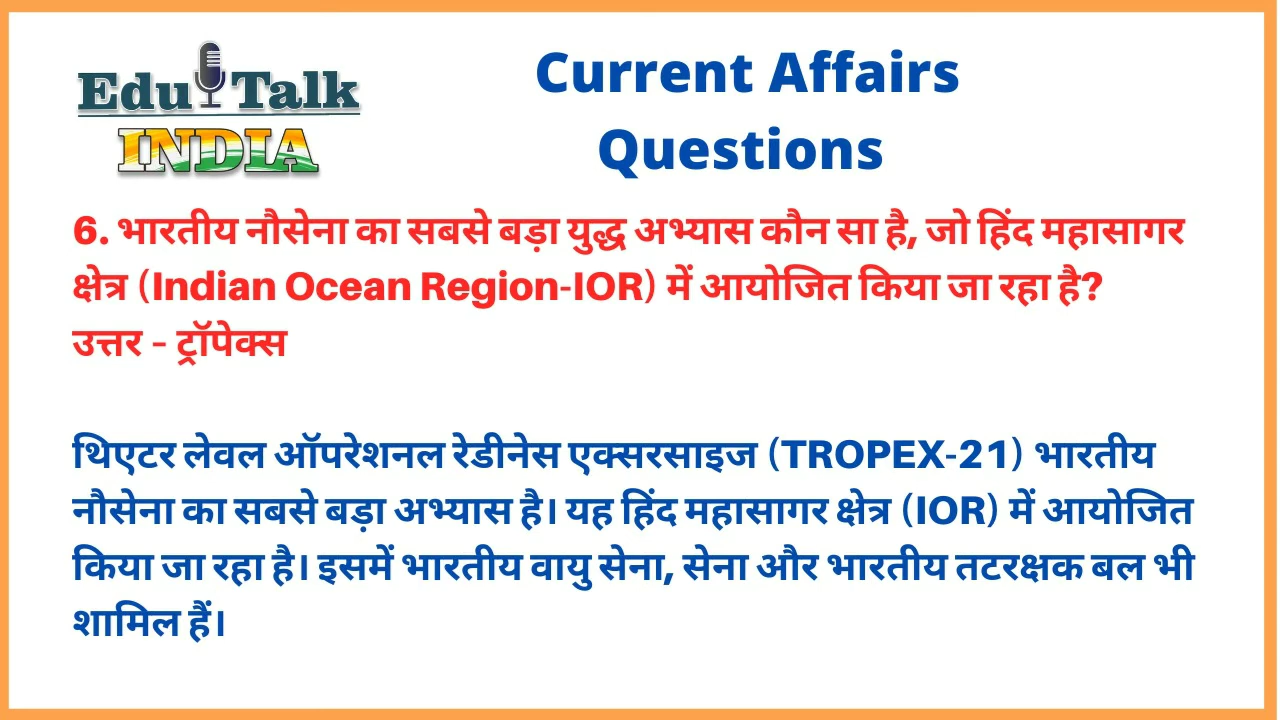 Edu Talk
INDIA
Current Affairs
Questions
6. भारतीय नौसेना का सबसे बड़ा युद्ध अभ्यास कौन सा है, जो हिंद महासागर
क्षेत्र (Indian Ocean Region-IOR) में आयोजित किया जा रहा है?
उत्तर – ट्रॉपेक्स
थिएटर लेवल ऑपरेशनल रेडीनेस एक्सरसाइज (TROPEX-21) भारतीय
नौसेना का सबसे बड़ा अभ्यास है। यह हिंद महासागर क्षेत्र (IOR) में आयोजित
किया जा रहा है। इसमें भारतीय वायु सेना, सेना और भारतीय तटरक्षक बल भी
शामिल हैं।